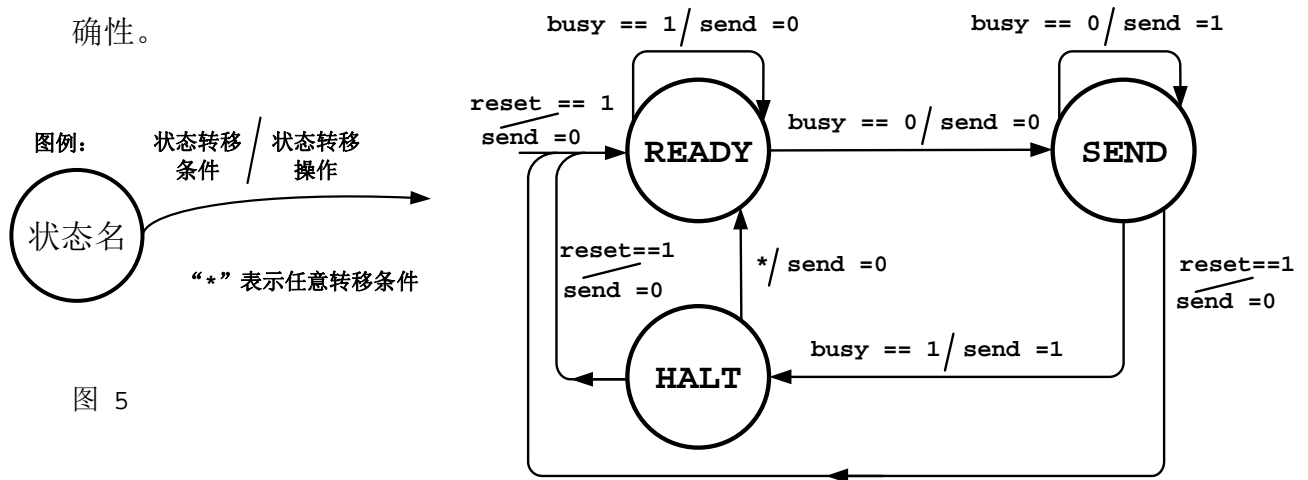 确性。
busy == 1/send =0
busy == 0/send =1
reset == 1
send =0
busy == 0/send =0
READY
SEND
图例:
状态转移 / 状态转移
条件 操作
状态名
“*”表示任意转移条件
reset==1
send =0
*/send =0
reset==1
send =0
busy == 1/send =1
HALT
图 5